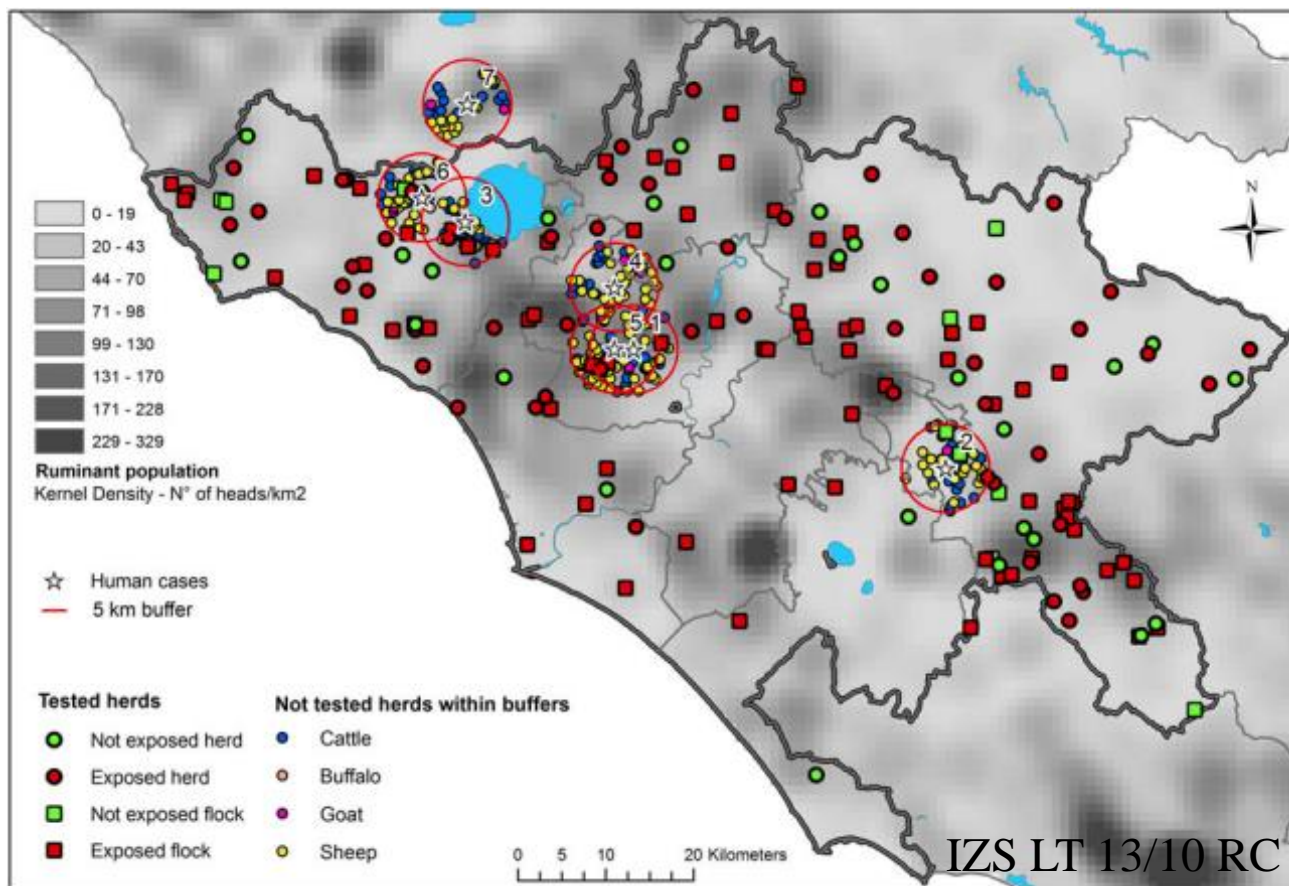 7
6
3
4
5
1
2
N
0 - 19
20 - 43
44 - 70
71 - 98
99 - 130
131 - 170
171 - 228
229 - 329
Ruminant population
Kernel Density - N° of heads/km2
Human cases
5 km buffer
Tested herds
Not exposed herd
Exposed herd
Not exposed flock
Exposed flock
Not tested herds within buffers
Cattle
Buffalo
Goat
Sheep
0 5 10 20 Kilometers
IZS LT 13/10 RC